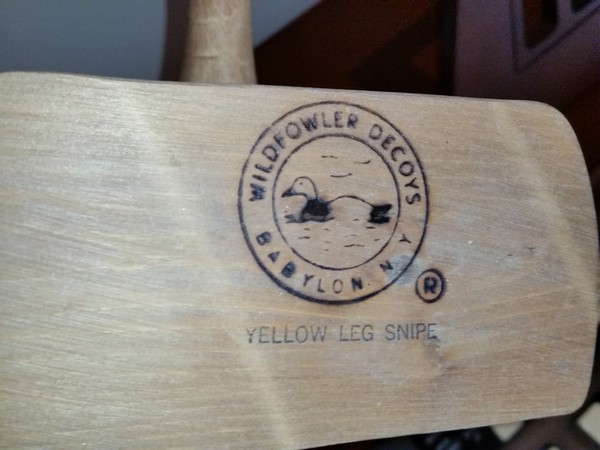 WILDFOWLER DECOYS
BABYLON. N Y
®
YELLOW LEG SNIPE